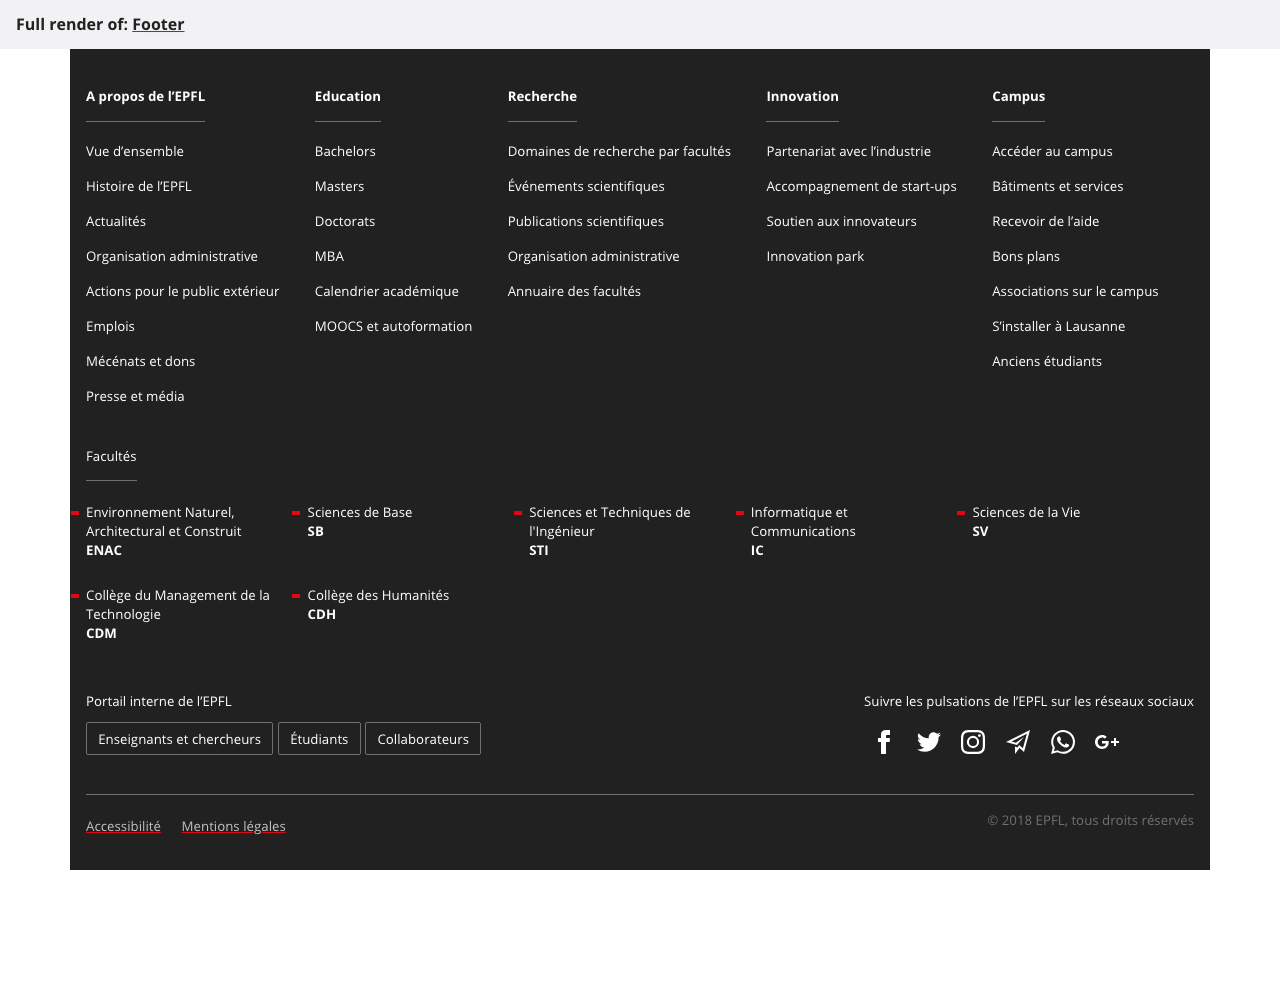 Full render of: Footer
A propos de l’EPFL
Vue d’ensemble
Histoire de l’EPFL
Actualités
Organisation administrative
Actions pour le public extérieur
Emplois
Mécénats et dons
Presse et média
Education
Bachelors
Masters
Doctorats
MBA
Calendrier académique
MOOCS et autoformation
Recherche
Domaines de recherche par facultés
Événements scientifiques
Publications scientifiques
Organisation administrative
Annuaire des facultés
Innovation
Partenariat avec l’industrie
Accompagnement de start-ups
Soutien aux innovateurs
Innovation park
Campus
Accéder au campus
Bâtiments et services
Recevoir de l’aide
Bons plans
Associations sur le campus
S’installer à Lausanne
Anciens étudiants
Facultés
Environnement Naturel,
Architectural et Construit
ENAC
Sciences de Base
SB
Sciences et Techniques de
l'Ingénieur
STI
Informatique et
Communications
IC
Sciences de la Vie
SV
Collège du Management de la
Technologie
CDM
Collège des Humanités
CDH
Portail interne de l’EPFL
Enseignants et chercheurs
Étudiants
Collaborateurs
Suivre les pulsations de l’EPFL sur les réseaux sociaux
Accessibilité
Mentions légales
© 2018 EPFL, tous droits réservés